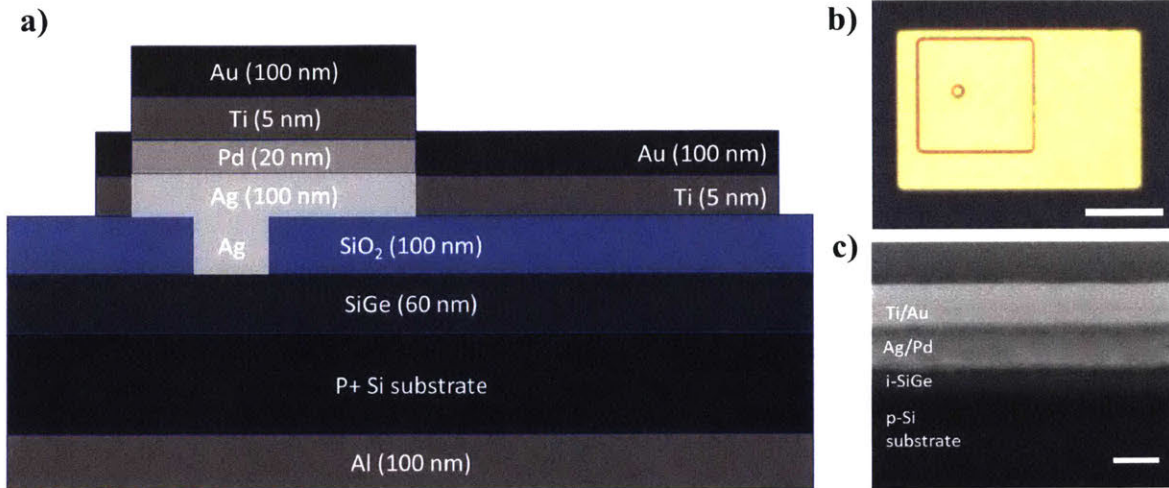 a)
Au (100 nm)
Ti (5 nm)
Pd (20 nm)
Au (100 nm)
Ag (100 nm)
Ti (5 nm)
Ag
SiO₂ (100 nm)
SiGe (60 nm)
P+ Si substrate
Al (100 nm)
b)
c)
Ti/Au
Ag/Pd
i-SiGe
p-Si
substrate